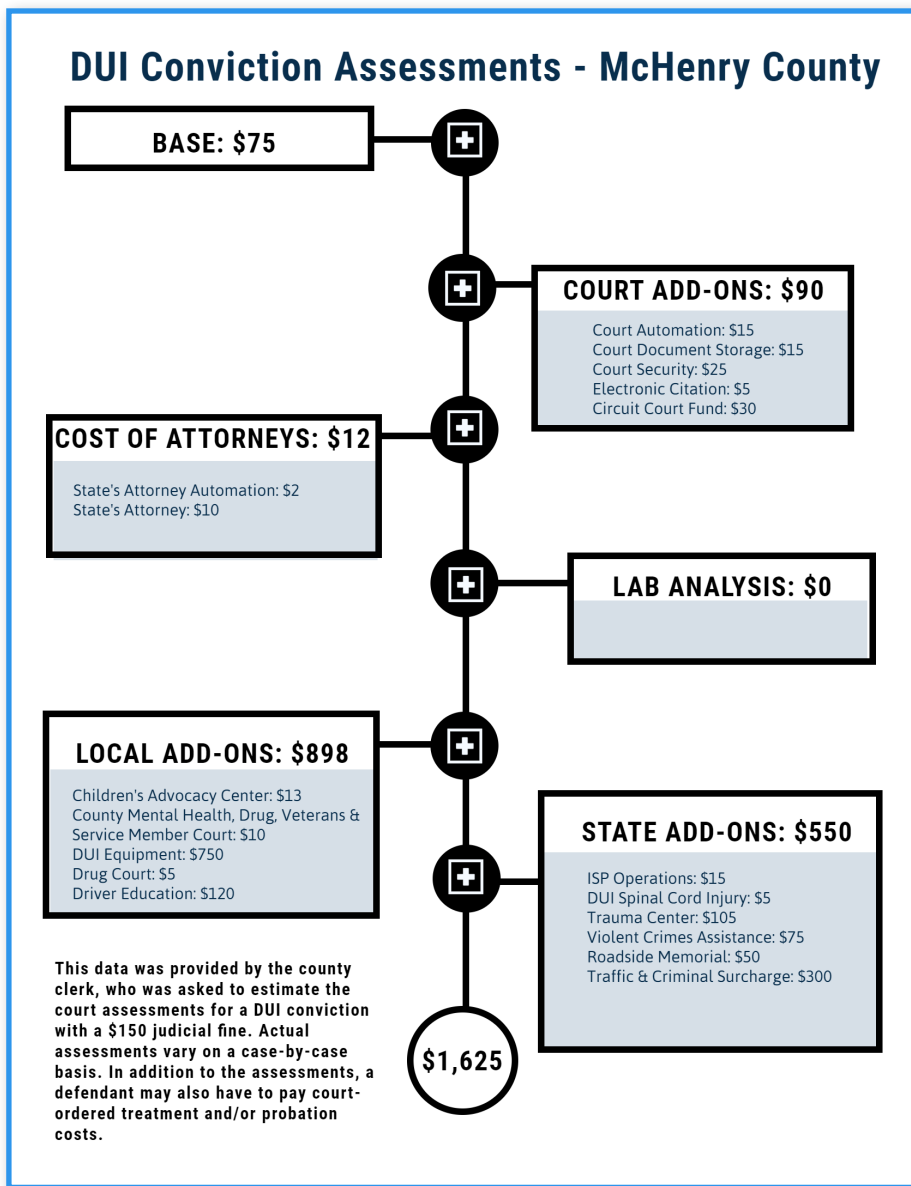 DUI Conviction Assessments - McHenry County
BASE: $75
COURT ADD-ONS: $90
Court Automation: $15
Court Document Storage: $15
Court Security: $25
Electronic Citation: $5
Circuit Court Fund: $30
COST OF ATTORNEYS: $12
State's Attorney Automation: $2
State's Attorney: $10
LAB ANALYSIS: $0
LOCAL ADD-ONS: $898
Children's Advocacy Center: $13
County Mental Health, Drug, Veterans &
Service Member Court: $10
DUI Equipment: $750
Drug Court: $5
Driver Education: $120
STATE ADD-ONS: $550
ISP Operations: $15
DUI Spinal Cord Injury: $5
Trauma Center: $105
Violent Crimes Assistance: $75
Roadside Memorial: $50
Traffic & Criminal Surcharge: $300
This data was provided by the county
clerk, who was asked to estimate the
court assessments for a DUI conviction
with a $150 judicial fine. Actual
assessments vary on a case-by-case
basis. In addition to the assessments, a
defendant may also have to pay court-
ordered treatment and/or probation
costs.
$1,625